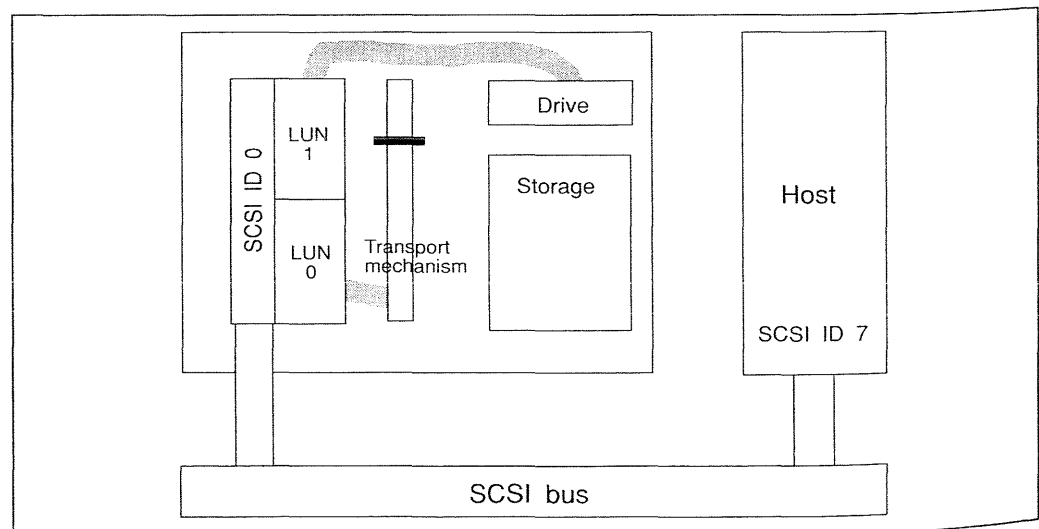 Drive
LUN
1
SCSI ID 0
Storage
Host
LUN
0
Transport
mechanism
SCSI ID 7
SCSI bus